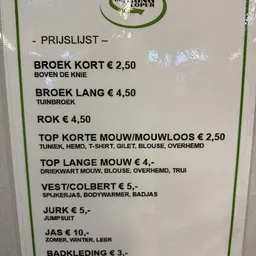 LOPER
- PRIJSLIJST -
BROEK KORT € 2,50
BOVEN DE KNIE
BROEK LANG € 4,50
TUINBROEK
ROK € 4,50
TOP KORTE MOUW/MOUWLOOS € 2,50
TUNIEK, HEMD, T-SHIRT, GILET, BLOUSE, OVERHEMD
TOP LANGE MOUW € 4,-
DRIEKWART MOUW, BLOUSE, OVERHEMD, TRUI
VEST/COLBERT € 5,-
SPIJKERJAS, BODYWARMER, BADJAS
JURK € 5,-
JUMPSUIT
JAS € 10,-
ZOMER, WINTER, LEER
BADKLEDING € 3,-